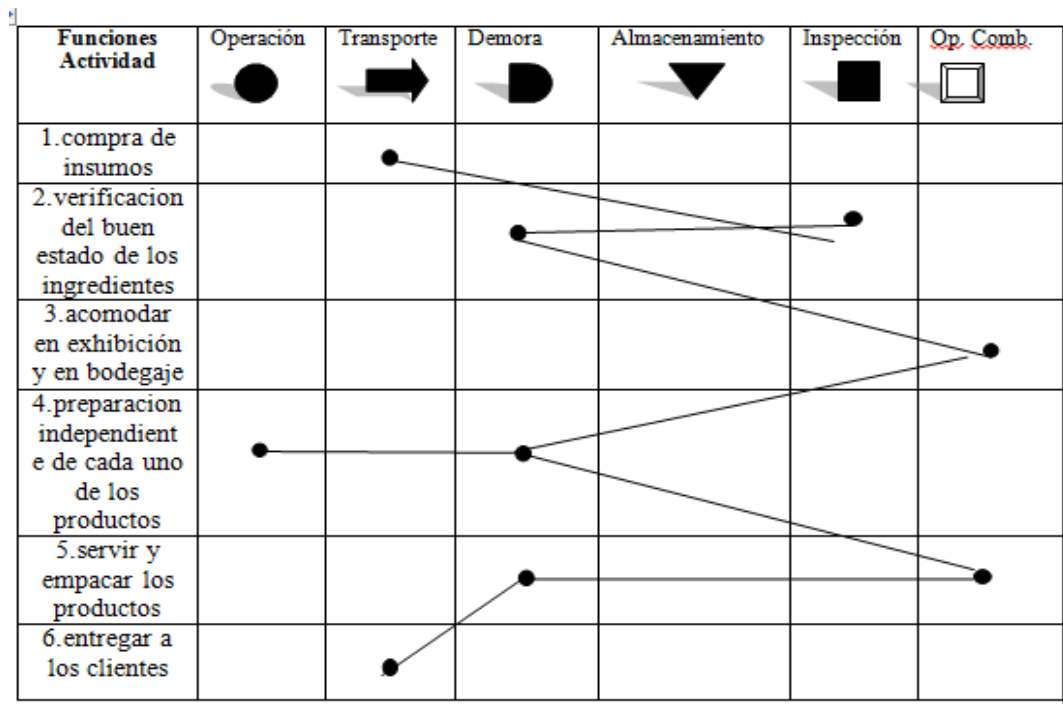 Funciones
Actividad
Operación
Transporte
Demora
Almacenamiento
Inspección
Op. Comb.
1.compra de
insumos
2.verificacion
del buen
estado de los
ingredientes
3.acomodar
en exhibición
y en bodegaje
4.preparacion
independient
e de cada uno
de los
productos
5.servir y
empacar los
productos
6.entregar a
los clientes